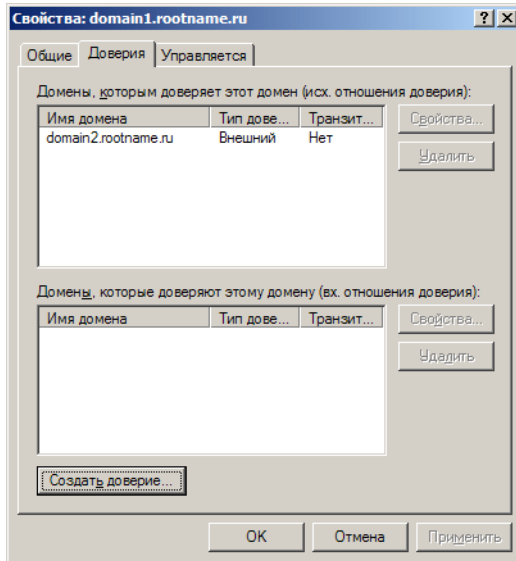 Свойства: domain1.rootname.ru
Общие Доверия Управляется
Домены, которым доверяет этот домен (исх. отношения доверия):
Имя домена Тип дове... Транзит...
domain2.rootname.ru Внешний Нет
Свойства...
Удалить
Домены, которые доверяют этому домену (вх. отношения доверия):
Имя домена Тип дове... Транзит...
Свойства...
Удалить
Создать доверие...
OK Отмена Применить